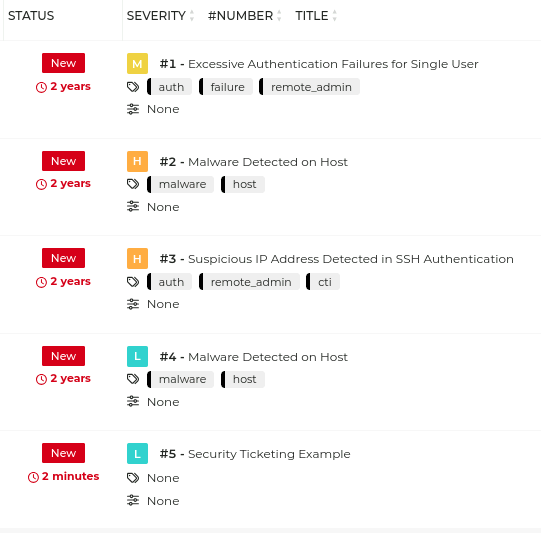 STATUS SEVERITY #NUMBER TITLE
New M #1 - Excessive Authentication Failures for Single User
2 years auth failure remote_admin
None
New H #2 - Malware Detected on Host
2 years malware host
None
New H #3 - Suspicious IP Address Detected in SSH Authentication
2 years auth remote_admin cti
None
New L #4 - Malware Detected on Host
2 years malware host
None
New L #5 - Security Ticketing Example
2 minutes None
None